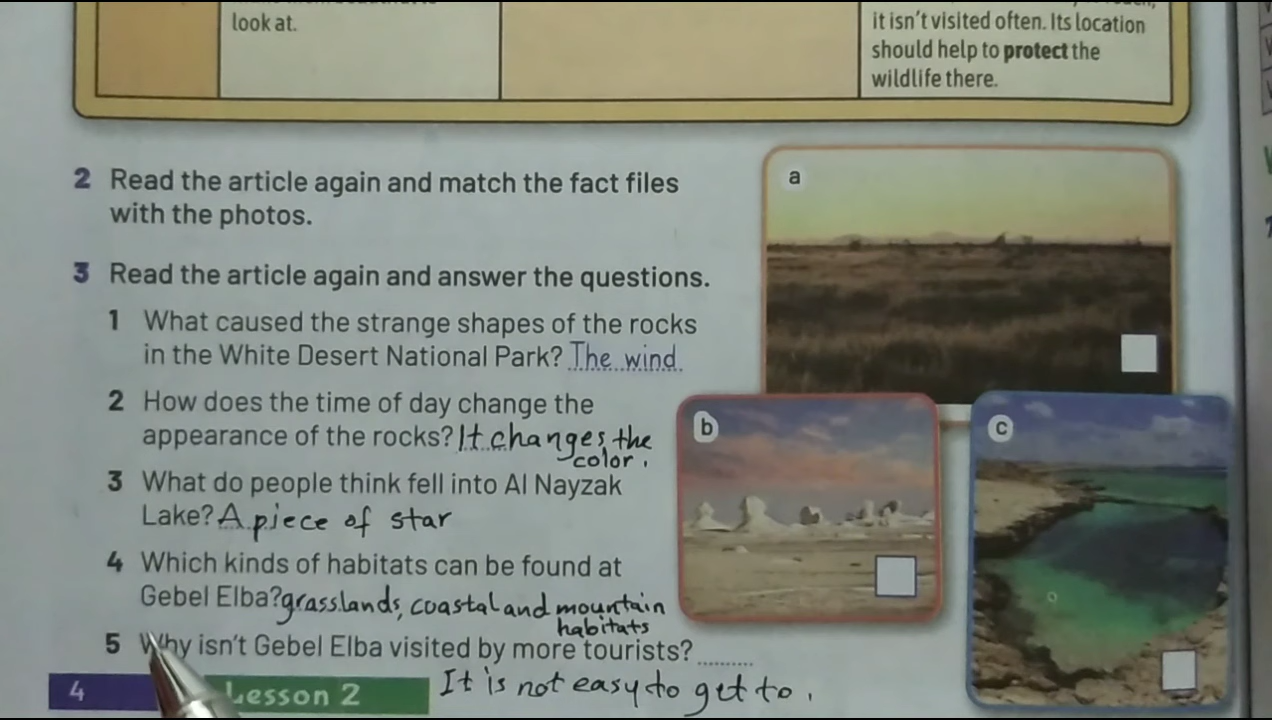 look at.
it isn't visited often. Its location
should help to protect the
wildlife there.
2 Read the article again and match the fact files
with the photos.
a
3 Read the article again and answer the questions.
1 What caused the strange shapes of the rocks
in the White Desert National Park? The wind
2 How does the time of day change the
appearance of the rocks? It changes the
color.
b
c
3 What do people think fell into Al Nayzak
Lake? A piece of star
4 Which kinds of habitats can be found at
Gebel Elba? grasslands, coastal and mountain
habitats
5 Why isn't Gebel Elba visited by more tourists? ........
It is not easy to get to.
4 Lesson 2